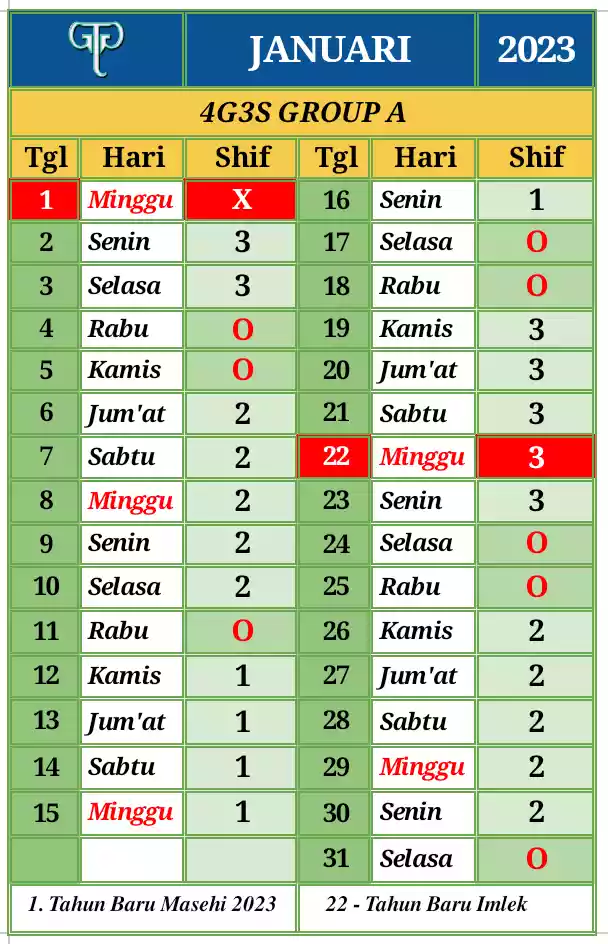 JANUARI 2023
4G3S GROUP A
Tgl Hari Shif Tgl Hari Shif
1 Minggu X 16 Senin 1
2 Senin 3 17 Selasa O
3 Selasa 3 18 Rabu O
4 Rabu O 19 Kamis 3
5 Kamis O 20 Jum'at 3
6 Jum'at 2 21 Sabtu 3
7 Sabtu 2 22 Minggu 3
8 Minggu 2 23 Senin 3
9 Senin 2 24 Selasa O
10 Selasa 2 25 Rabu O
11 Rabu O 26 Kamis 2
12 Kamis 1 27 Jum'at 2
13 Jum'at 1 28 Sabtu 2
14 Sabtu 1 29 Minggu 2
15 Minggu 1 30 Senin 2
31 Selasa O
1. Tahun Baru Masehi 2023 22 - Tahun Baru Imlek